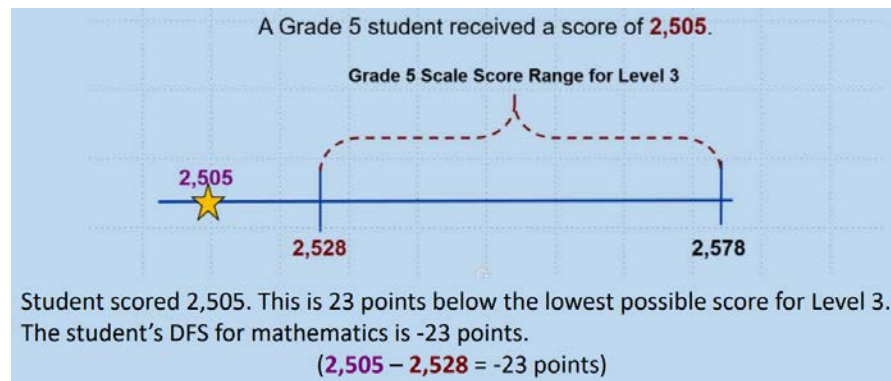 A Grade 5 student received a score of 2,505.
Grade 5 Scale Score Range for Level 3
2,505
2,528
2,578
Student scored 2,505. This is 23 points below the lowest possible score for Level 3.
The student’s DFS for mathematics is -23 points.
(2,505 – 2,528 = -23 points)